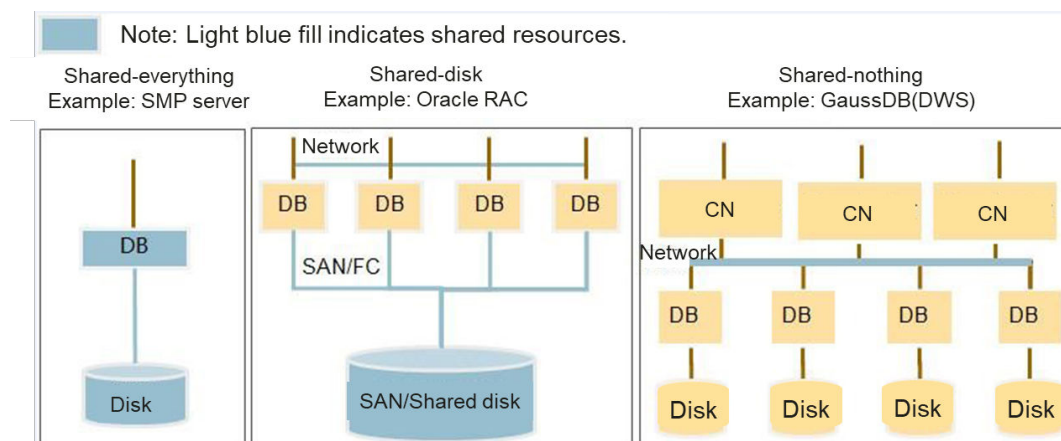 Note: Light blue fill indicates shared resources.
Shared-everything
Example: SMP server
Shared-disk
Example: Oracle RAC
Shared-nothing
Example: GaussDB(DWS)
DB
Disk
Network
DB DB DB DB
SAN/FC
SAN/Shared disk
CN CN CN
Network
DB DB DB DB
Disk Disk Disk Disk